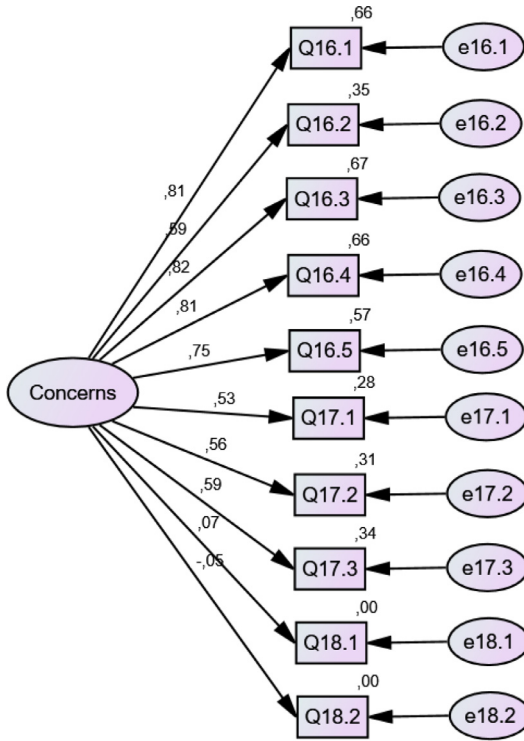 ,66
Q16.1
e16.1
,35
Q16.2
e16.2
,81
,67
Q16.3
e16.3
,59
,82
,66
Q16.4
e16.4
,81
,57
Q16.5
e16.5
,75
Concerns
,28
Q17.1
e17.1
,53
,31
Q17.2
e17.2
,56
,34
Q17.3
e17.3
,59
,07
,00
Q18.1
e18.1
-,05
,00
Q18.2
e18.2